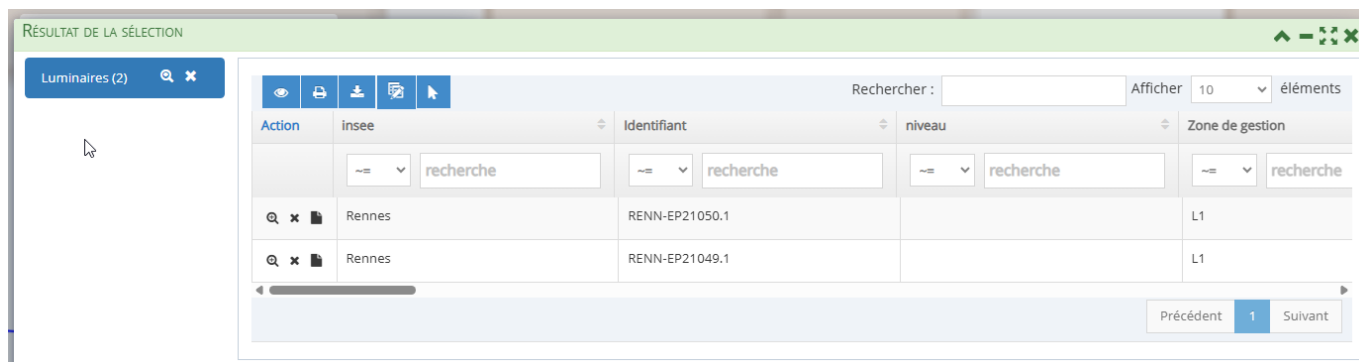 RÉSULTAT DE LA SÉLECTION
Luminaires (2)
Rechercher : Afficher 10 éléments
Action insee Identifiant niveau Zone de gestion
~= recherche ~= recherche ~= recherche ~= recherche
Rennes RENN-EP21050.1 L1
Rennes RENN-EP21049.1 L1
Précédent 1 Suivant